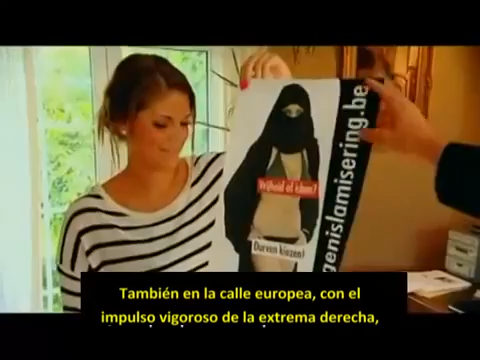 Vrijheid of islam?
Durven kiezen!
genislamisering.be
También en la calle europea, con el
impulso vigoroso de la extrema derecha,